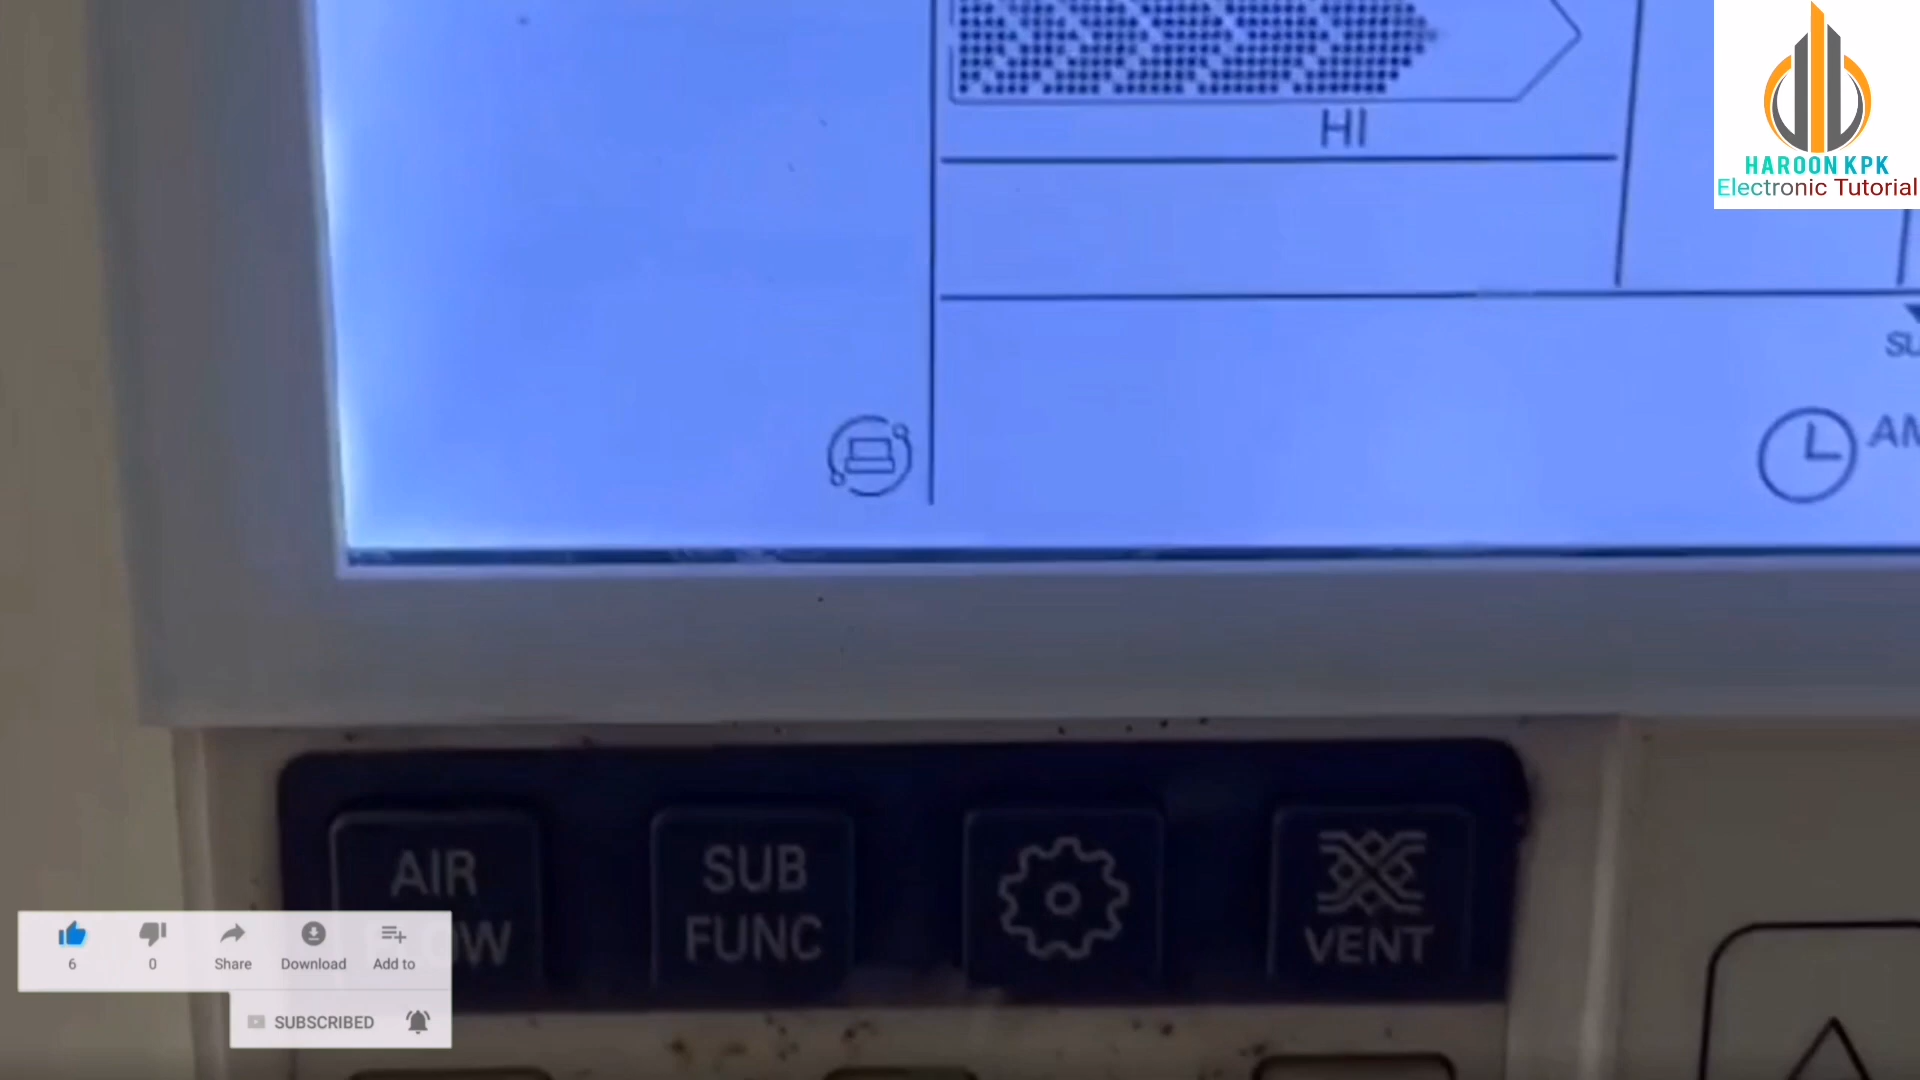 HI
HAROON KPK
Electronic Tutorial
SU
AM
AIR
SUB
FUNC
VENT
6
0
Share
Download
Add to
SUBSCRIBED